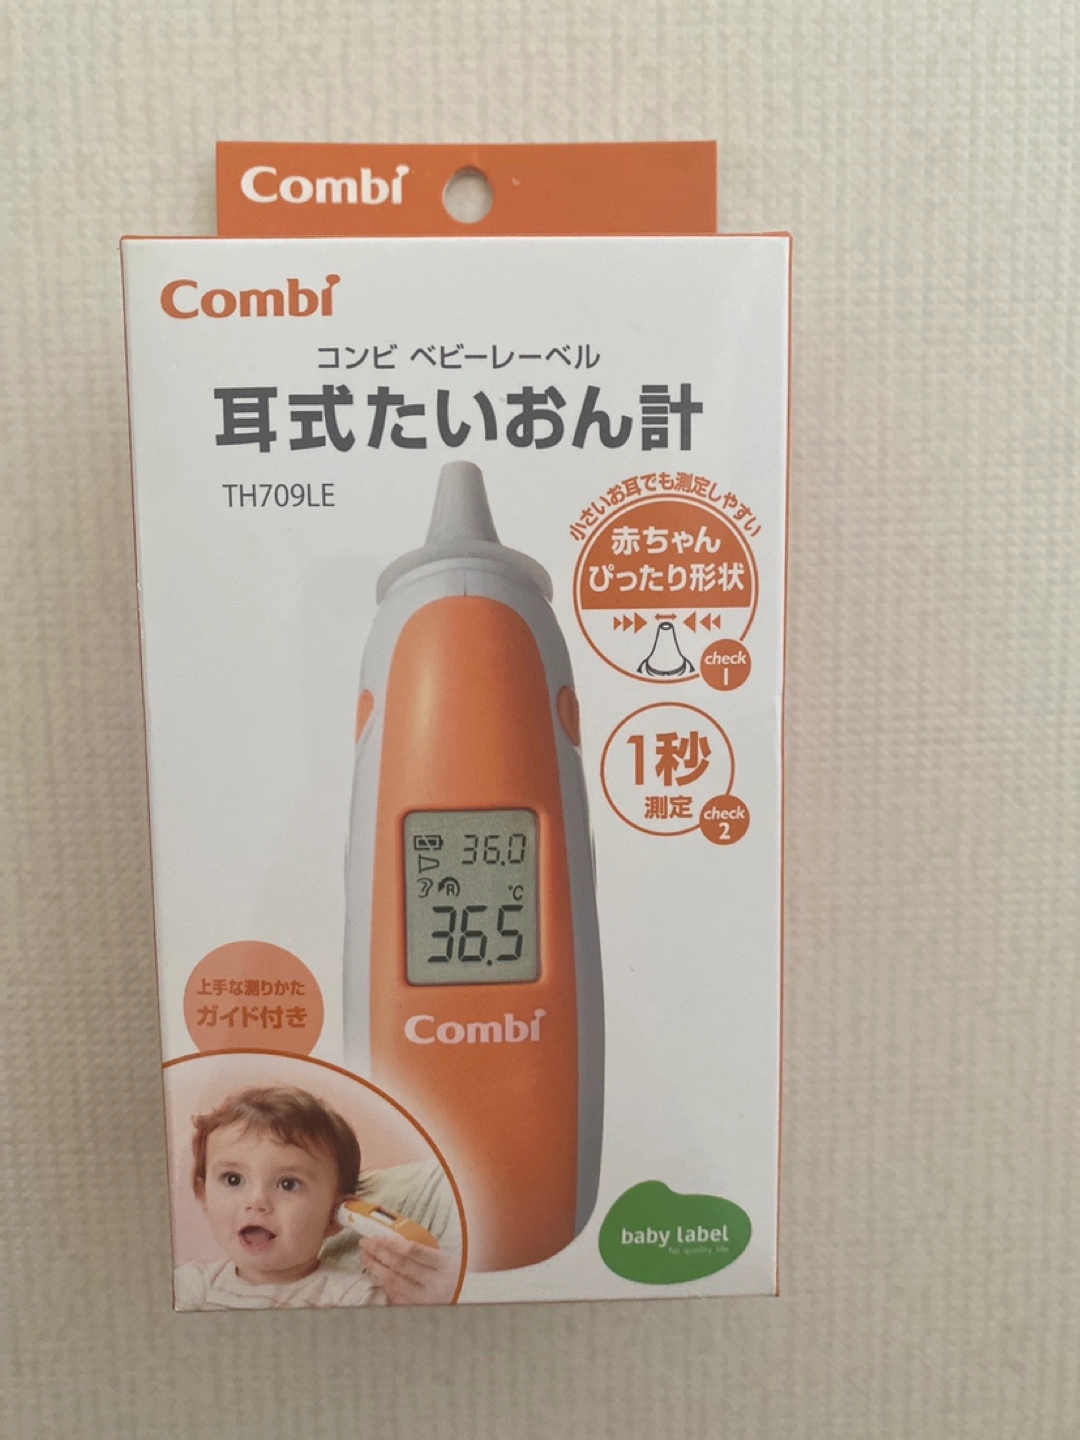 Combi
Combi
コンビ ベビーレーベル
耳式たいおん計
TH709LE
小さいお耳でも測定しやすい
赤ちゃん
ぴったり形状
check
1
1秒
測定
check
2
36.0
R
℃
36.5
Combi
上手な測りかた
ガイド付き
baby label
for quality life